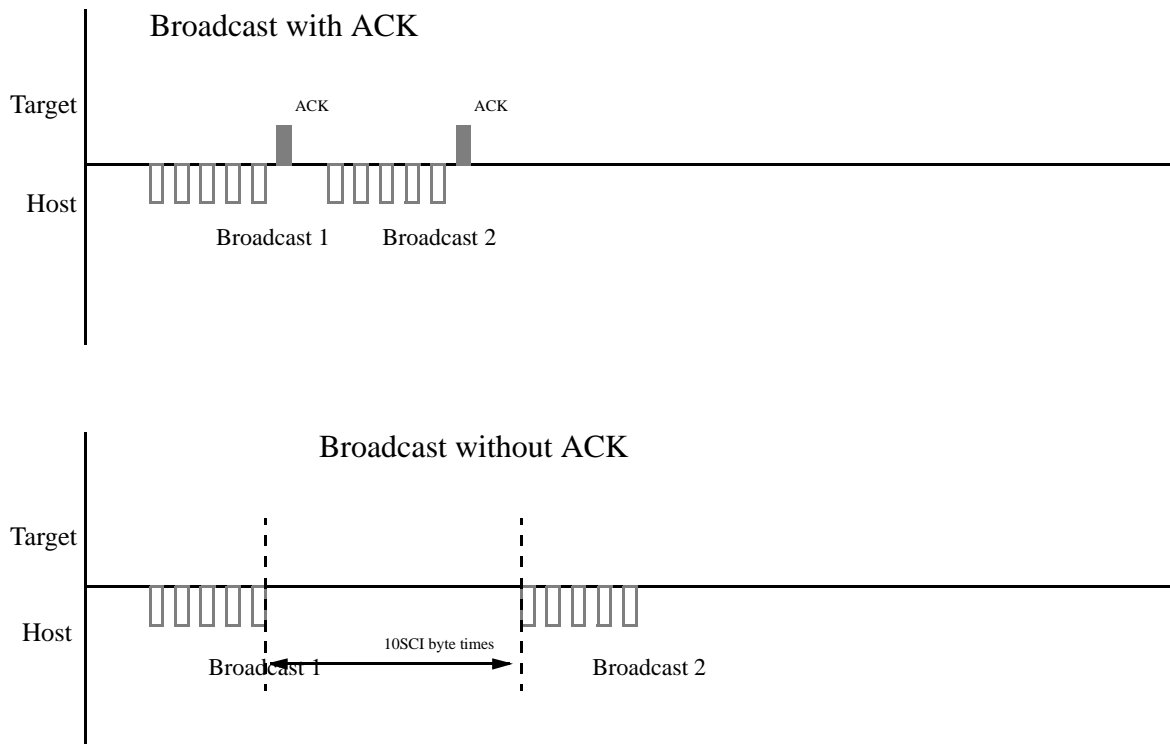 Broadcast with ACK
Target
ACK
ACK
Host
Broadcast 1
Broadcast 2
Broadcast without ACK
Target
Host
10SCI byte times
Broadcast 1
Broadcast 2